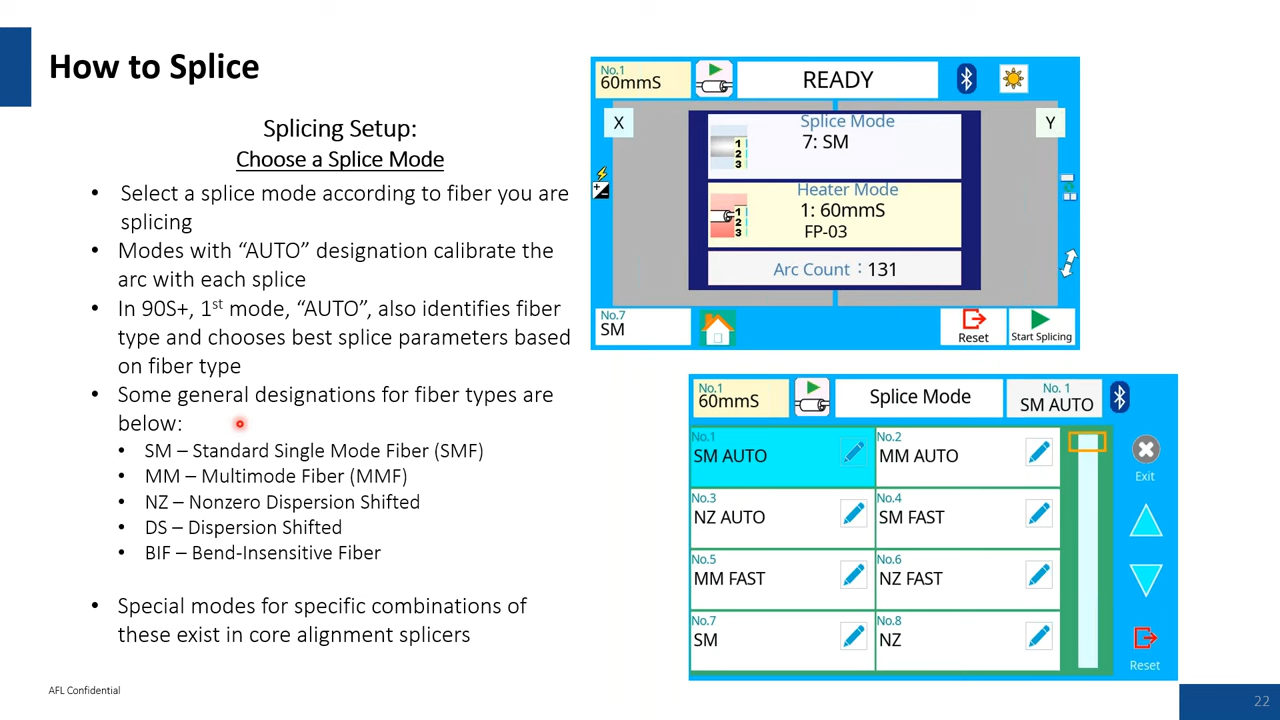 How to Splice
Splicing Setup:
Choose a Splice Mode
• Select a splice mode according to fiber you are
splicing
• Modes with “AUTO” designation calibrate the
arc with each splice
• In 90S+, 1st mode, “AUTO”, also identifies fiber
type and chooses best splice parameters based
on fiber type
• Some general designations for fiber types are
below:
• SM – Standard Single Mode Fiber (SMF)
• MM – Multimode Fiber (MMF)
• NZ – Nonzero Dispersion Shifted
• DS – Dispersion Shifted
• BIF – Bend-Insensitive Fiber
• Special modes for specific combinations of
these exist in core alignment splicers
No.1
60mmS
READY
X
Y
Splice Mode
7: SM
1
2
3
Heater Mode
1: 60mmS
FP-03
1
2
3
Arc Count : 131
No.7
SM
Reset
Start Splicing
No.1
60mmS
Splice Mode
No. 1
SM AUTO
No.1
SM AUTO
No.2
MM AUTO
No.3
NZ AUTO
No.4
SM FAST
No.5
MM FAST
No.6
NZ FAST
No.7
SM
No.8
NZ
Exit
Reset
AFL Confidential
22